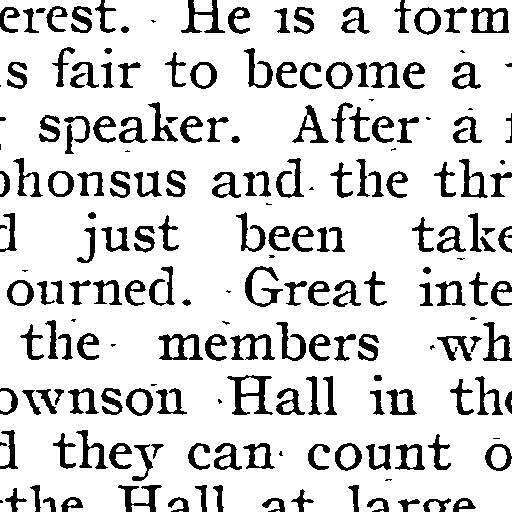 erest. He is a form
s fair to become a
speaker. After a
phonsus and the thr
d just been take
ourned. Great inte
the members wh
ownson Hall in the
d they can count o
the Hall at large